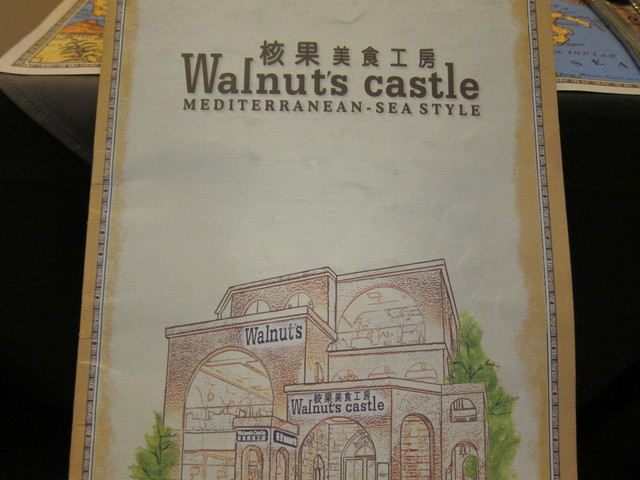 核果美食工房
Walnut's castle
MEDITERRANEAN-SEA STYLE
Walnut's
核果美食工房
Walnut's castle
SEA